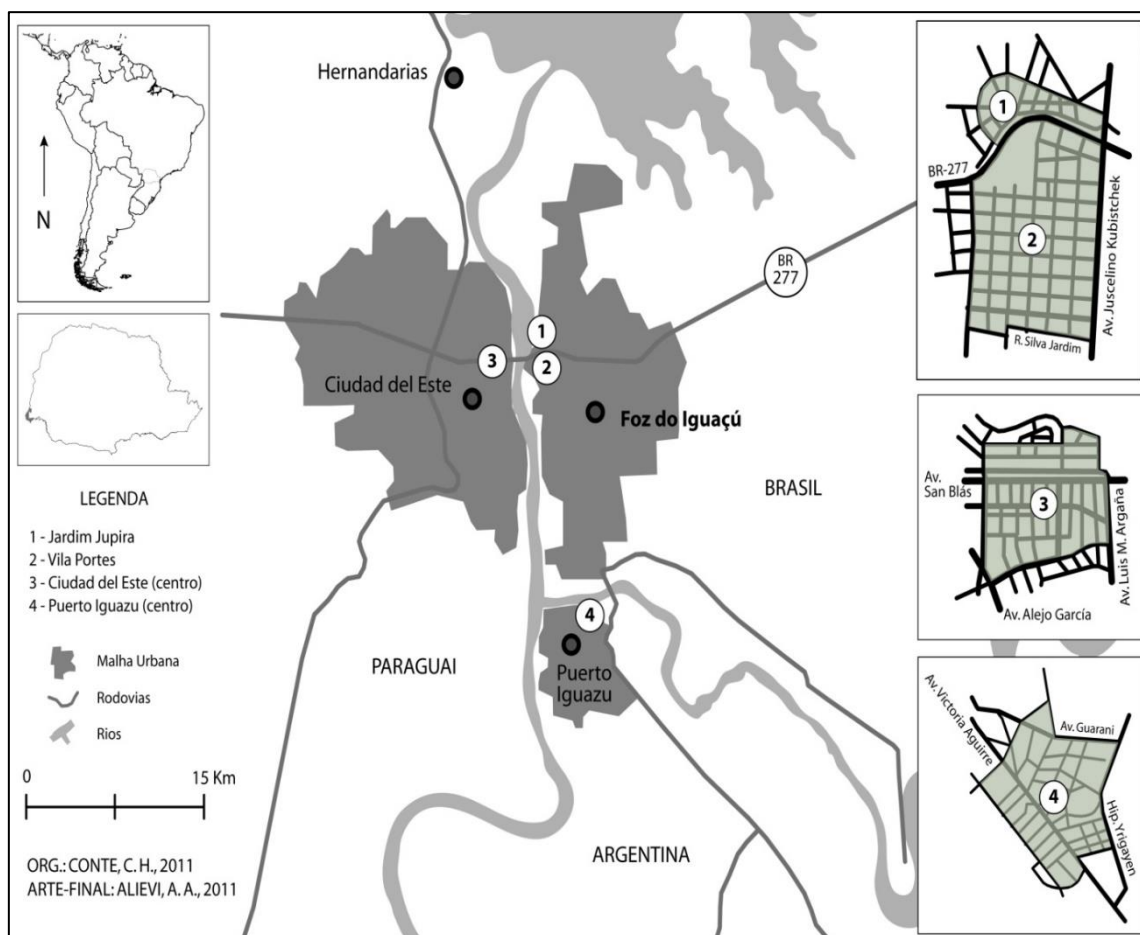 N
LEGENDA
1 - Jardim Jupira
2 - Vila Portes
3 - Ciudad del Este (centro)
4 - Puerto Iguazu (centro)
Malha Urbana
Rodovias
Rios
0 15 Km
ORG.: CONTE, C. H., 2011
ARTE-FINAL: ALIEVI, A. A., 2011
Hernandarias
BR
277
1
3
2
Ciudad del Este
Foz do Iguaçú
BRASIL
4
PARAGUAI
Puerto
Iguazu
ARGENTINA
1
BR-277
2
Av. Juscelino Kubistchek
R. Silva Jardim
Av.
San Blás
3
Av. Luis M. Argaña
Av. Alejo García
Av. Victoria Aguirre
Av. Guarani
4
Hip. Yrigayen